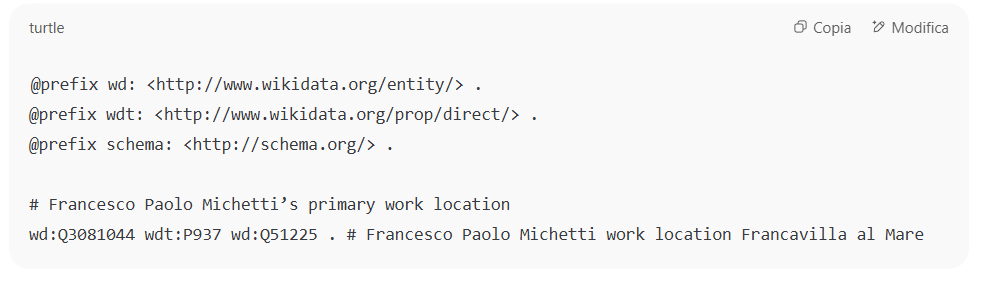 turtle
Copia
Modifica
@prefix wd: <http://www.wikidata.org/entity/> .
@prefix wdt: <http://www.wikidata.org/prop/direct/> .
@prefix schema: <http://schema.org/> .
# Francesco Paolo Michetti’s primary work location
wd:Q3081044 wdt:P937 wd:Q51225 . # Francesco Paolo Michetti work location Francavilla al Mare